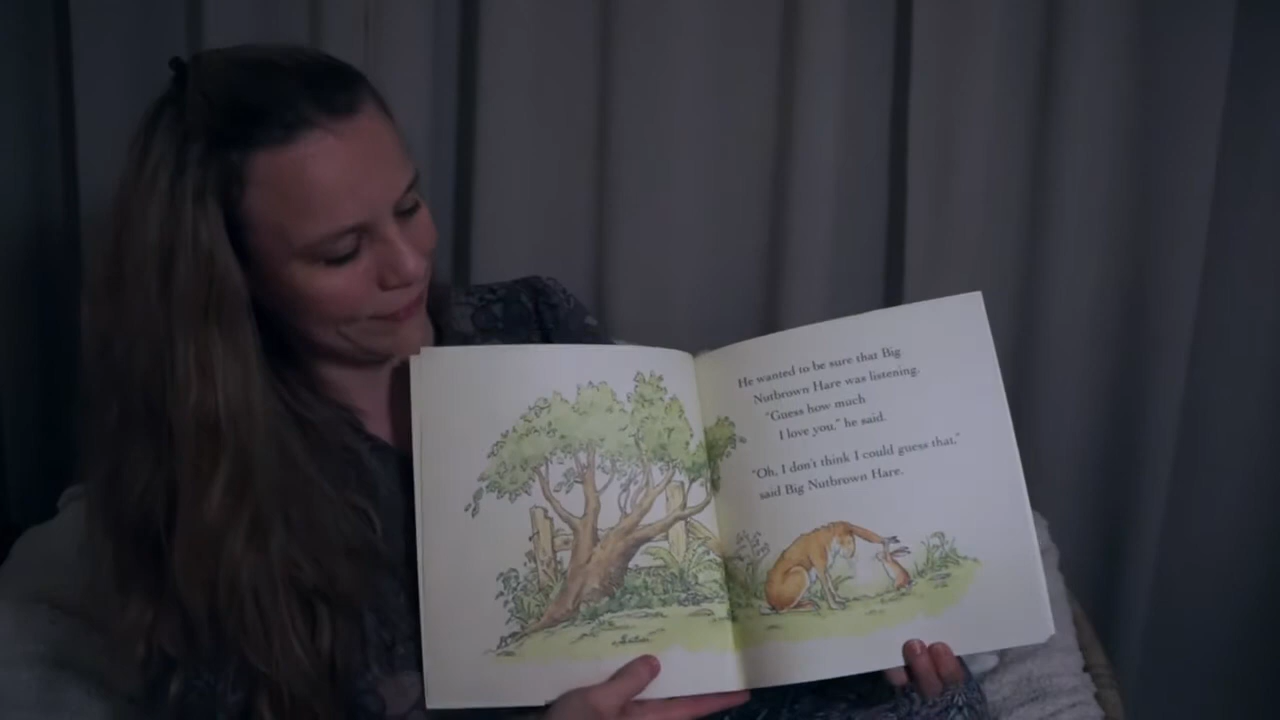 He wanted to be sure that Big
Nutbrown Hare was listening.
"Guess how much
I love you," he said.
"Oh, I don't think I could guess that,"
said Big Nutbrown Hare.